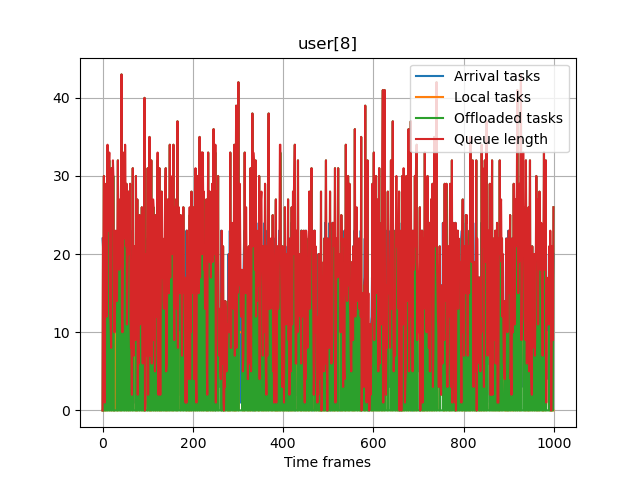 user[8]
Arrival tasks
Local tasks
Offloaded tasks
Queue length
40
30
20
10
0
0 200 400 600 800 1000
Time frames